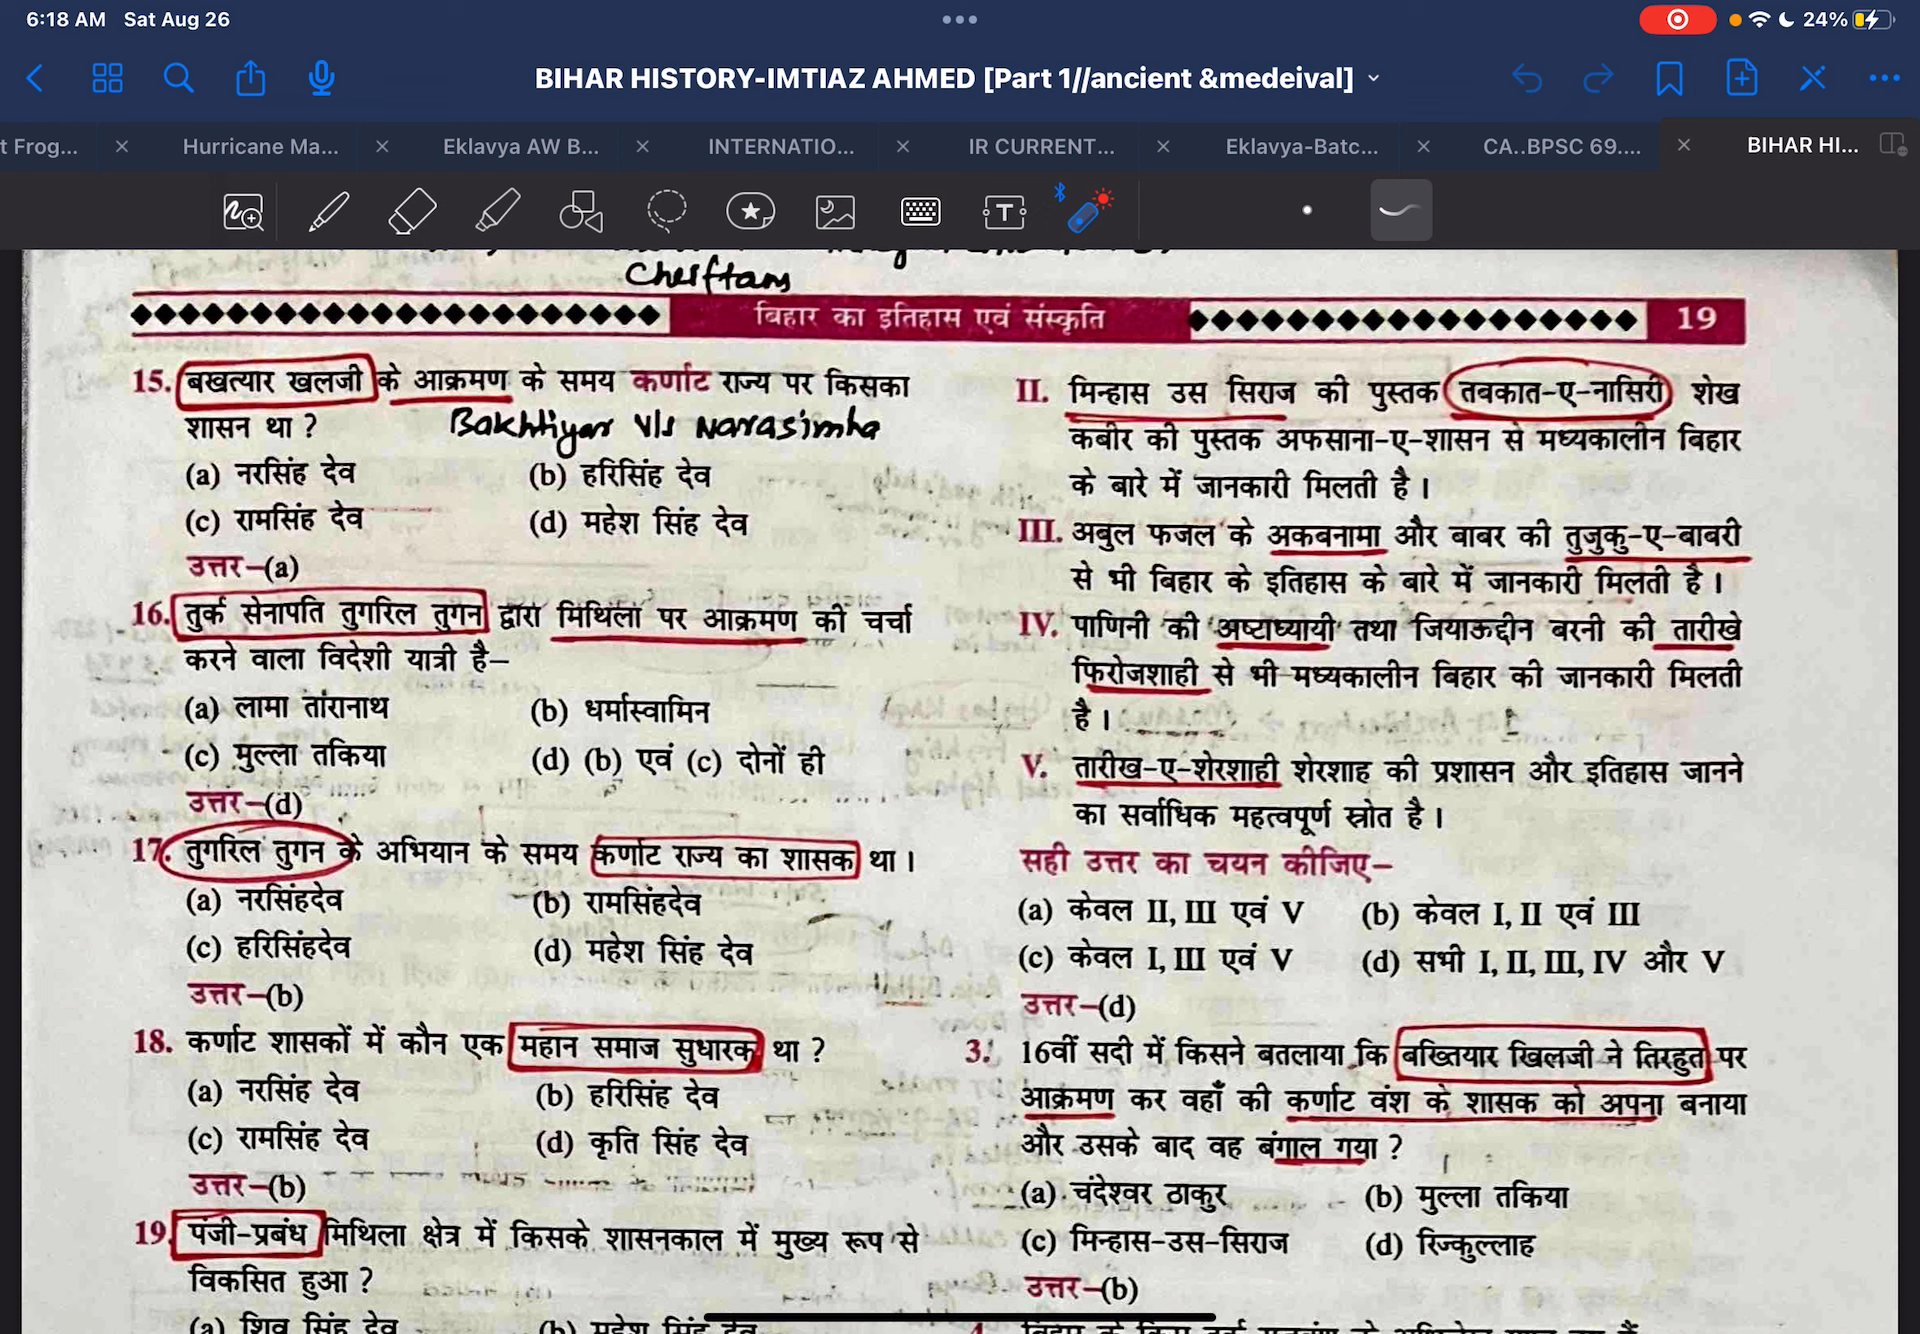 6:18 AM Sat Aug 26
24%
BIHAR HISTORY-IMTIAZ AHMED [Part 1//ancient &medeival]
t Frog... Hurricane Ma... Eklavya AW B... INTERNATIO... IR CURRENT... Eklavya-Batc... CA..BPSC 69.... BIHAR HI...
Cheiftans
बिहार का इतिहास एवं संस्कृति 19
15. बखत्यार खलजी के आक्रमण के समय कर्णाट राज्य पर किसका
शासन था ? Bakhtiyar V/s Narasimha
(a) नरसिंह देव (b) हरिसिंह देव
(c) रामसिंह देव (d) महेश सिंह देव
उत्तर–(a)
16. तुर्क सेनापति तुगरिल तुगन द्वारा मिथिला पर आक्रमण की चर्चा
करने वाला विदेशी यात्री है–
(a) लामा तांरानाथ (b) धर्मास्वामिन
(c) मुल्ला तकिया (d) (b) एवं (c) दोनों ही
उत्तर–(d)
17. तुगरिल तुगन के अभियान के समय कर्णाट राज्य का शासक था।
(a) नरसिंहदेव (b) रामसिंहदेव
(c) हरिसिंहदेव (d) महेश सिंह देव
उत्तर–(b)
18. कर्णाट शासकों में कौन एक महान समाज सुधारक था ?
(a) नरसिंह देव (b) हरिसिंह देव
(c) रामसिंह देव (d) कृति सिंह देव
उत्तर–(b)
19. पंजी-प्रबंध मिथिला क्षेत्र में किसके शासनकाल में मुख्य रूप से
विकसित हुआ ?
(a) शिव सिंह देव (b) महेश सिंह देव
II. मिन्हास उस सिराज की पुस्तक तबकात-ए-नासिरी शेख
कबीर की पुस्तक अफसाना-ए-शासन से मध्यकालीन बिहार
के बारे में जानकारी मिलती है।
III. अबुल फजल के अकबनामा और बाबर की तुजुकु-ए-बाबरी
से भी बिहार के इतिहास के बारे में जानकारी मिलती है।
IV. पाणिनी की अष्टाध्यायी तथा जियाऊद्दीन बरनी की तारीखे
फिरोजशाही से भी मध्यकालीन बिहार की जानकारी मिलती
है।
V. तारीख-ए-शेरशाही शेरशाह की प्रशासन और इतिहास जानने
का सर्वाधिक महत्वपूर्ण स्रोत है।
सही उत्तर का चयन कीजिए–
(a) केवल II, III एवं V (b) केवल I, II एवं III
(c) केवल I, III एवं V (d) सभी I, II, III, IV और V
उत्तर–(d)
3. 16वीं सदी में किसने बतलाया कि बख्तियार खिलजी ने तिरहुत पर
आक्रमण कर वहाँ की कर्णाट वंश के शासक को अपना बनाया
और उसके बाद वह बंगाल गया ?
(a) चंदेश्वर ठाकुर (b) मुल्ला तकिया
(c) मिन्हास-उस-सिराज (d) रिज्कुल्लाह
उत्तर–(b)